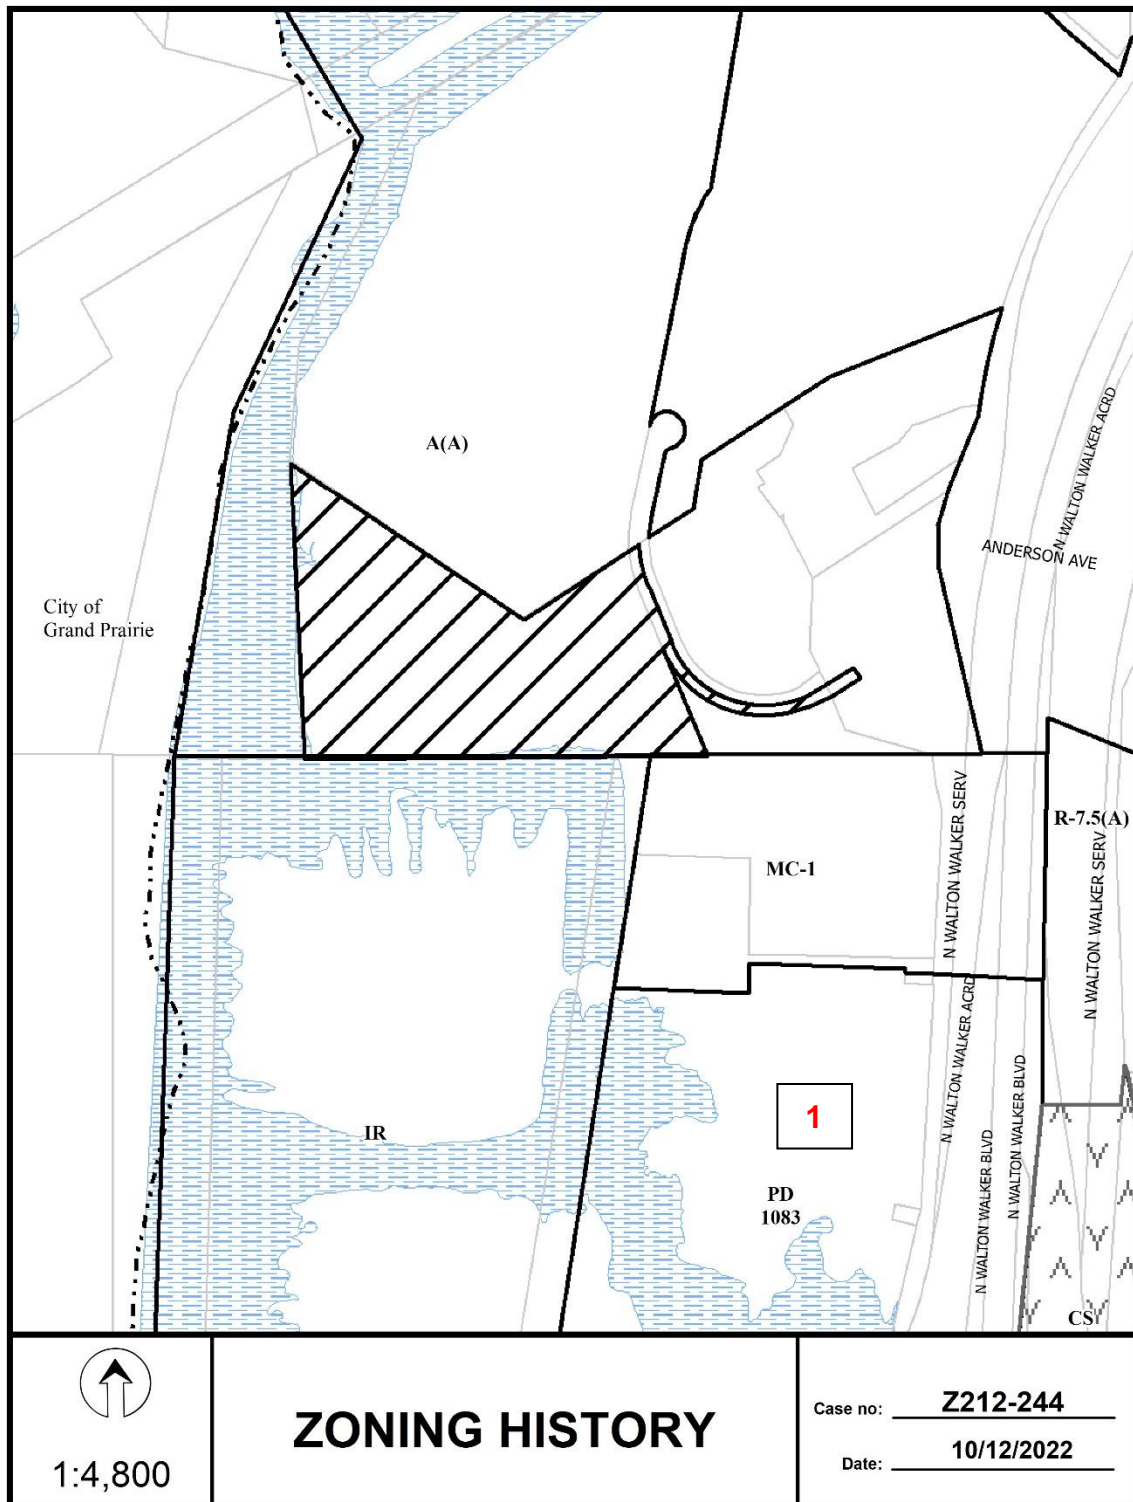 N WALTON WALKER ACRD
A(A)
ANDERSON AVE
City of
Grand Prairie
N WALTON WALKER SERV
R-7.5(A)
MC-1
N WALTON WALKER SERV
N WALTON WALKER ACRD
N WALTON WALKER BLVD
1
IR
N WALTON WALKER BLVD
PD
1083
CS
1:4,800
ZONING HISTORY
Case no: Z212-244
Date: 10/12/2022